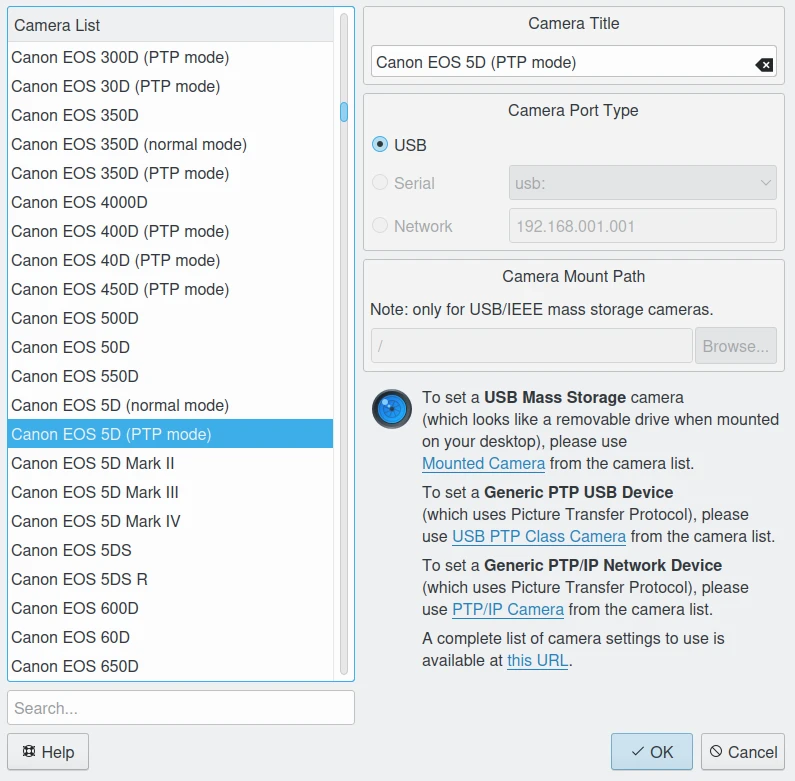 Camera List
Canon EOS 300D (PTP mode)
Canon EOS 30D (PTP mode)
Canon EOS 350D
Canon EOS 350D (normal mode)
Canon EOS 350D (PTP mode)
Canon EOS 4000D
Canon EOS 400D (PTP mode)
Canon EOS 40D (PTP mode)
Canon EOS 450D (PTP mode)
Canon EOS 500D
Canon EOS 50D
Canon EOS 550D
Canon EOS 5D (normal mode)
Canon EOS 5D (PTP mode)
Canon EOS 5D Mark II
Canon EOS 5D Mark III
Canon EOS 5D Mark IV
Canon EOS 5DS
Canon EOS 5DS R
Canon EOS 600D
Canon EOS 60D
Canon EOS 650D
Search...
Help
Camera Title
Canon EOS 5D (PTP mode)
Camera Port Type
USB
Serial usb:
Network 192.168.001.001
Camera Mount Path
Note: only for USB/IEEE mass storage cameras.
/ Browse...
To set a USB Mass Storage camera
(which looks like a removable drive when mounted
on your desktop), please use
Mounted Camera from the camera list.
To set a Generic PTP USB Device
(which uses Picture Transfer Protocol), please
use USB PTP Class Camera from the camera list.
To set a Generic PTP/IP Network Device
(which uses Picture Transfer Protocol), please
use PTP/IP Camera from the camera list.
A complete list of camera settings to use is
available at this URL.
OK Cancel